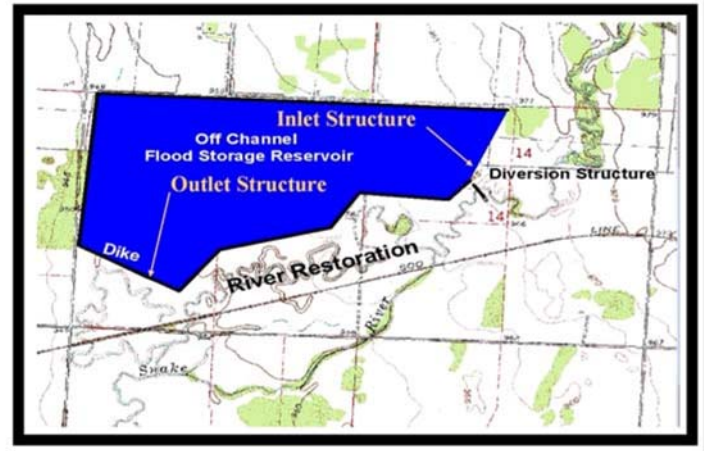 Inlet Structure
Off Channel
Flood Storage Reservoir
14
Diversion Structure
Outlet Structure
14
Dike
River Restoration
LINE
SOO
River
Snake